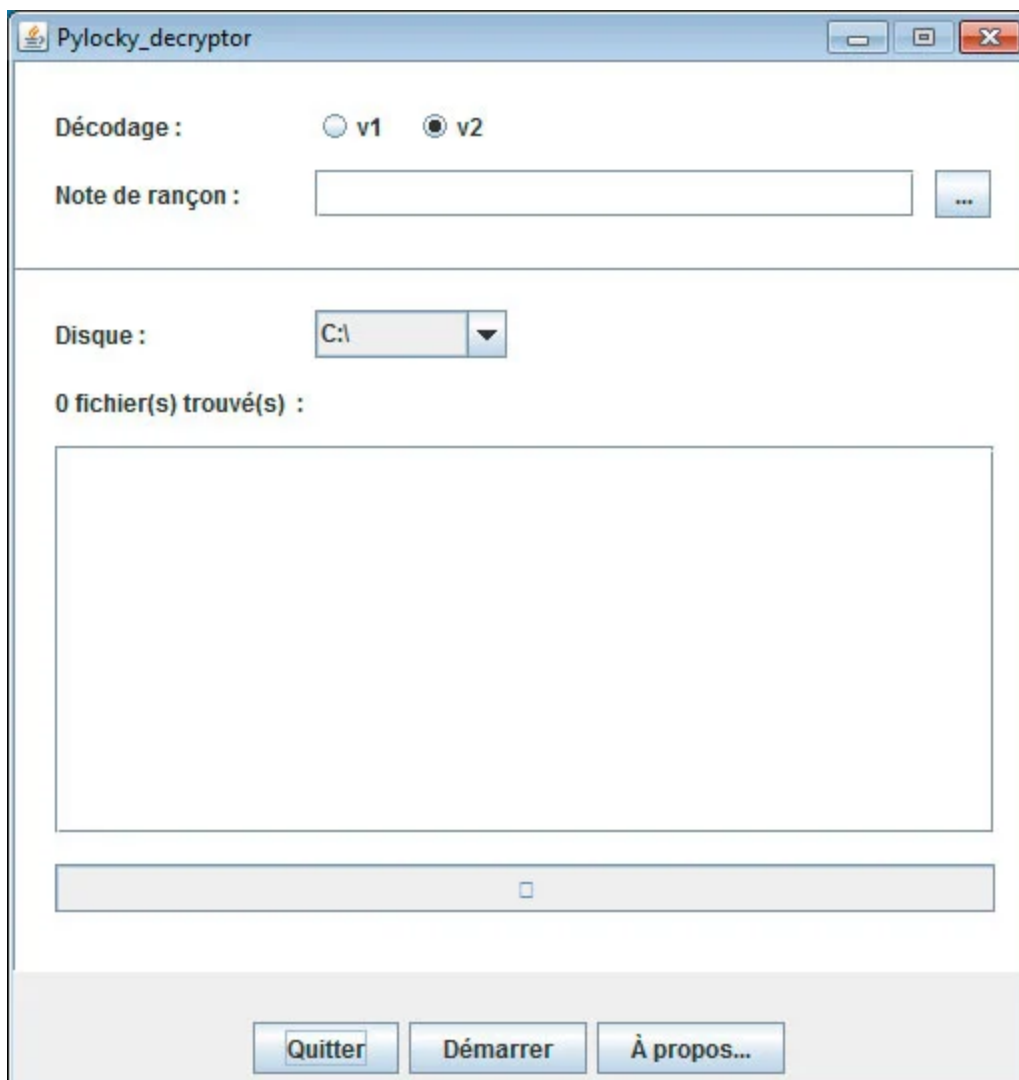 Pylocky_decryptor
Décodage : v1 v2
Note de rançon : ...
Disque : C:\
0 fichier(s) trouvé(s) :
Quitter Démarrer À propos...